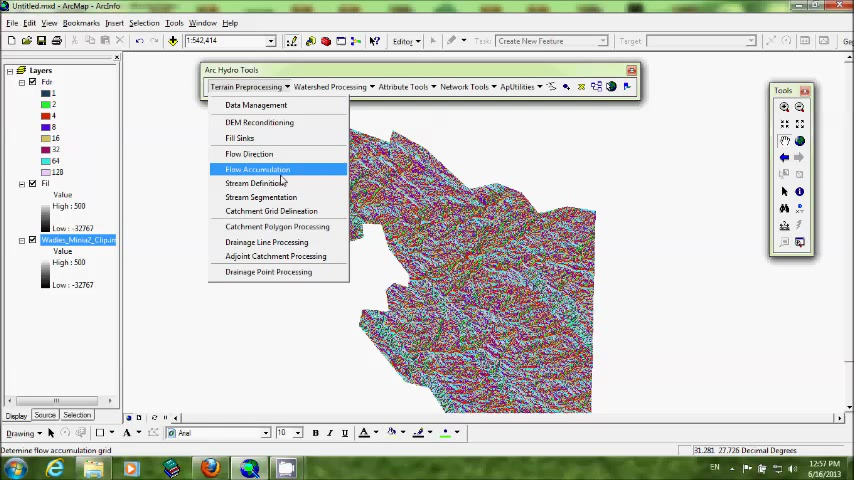 Untitled.mxd - ArcMap - ArcInfo
File Edit View Bookmarks Insert Selection Tools Window Help
1:542,414
Editor
Task: Create New Feature
Target:
Layers
Fdr
1
2
4
8
16
32
64
128
Fil
Value
High : 500
Low : -32767
Wadies_Minia2_Clip.im
Value
High : 500
Low : -32767
Arc Hydro Tools
Terrain Preprocessing Watershed Processing Attribute Tools Network Tools ApUtilities
Data Management
DEM Reconditioning
Fill Sinks
Flow Direction
Flow Accumulation
Stream Definition
Stream Segmentation
Catchment Grid Delineation
Catchment Polygon Processing
Drainage Line Processing
Adjoint Catchment Processing
Drainage Point Processing
Tools
Display Source Selection
Drawing
A
Arial
10
B I U A
Detemine flow accumulation grid
31.281 27.726 Decimal Degrees
EN
12:57 PM
6/16/2013